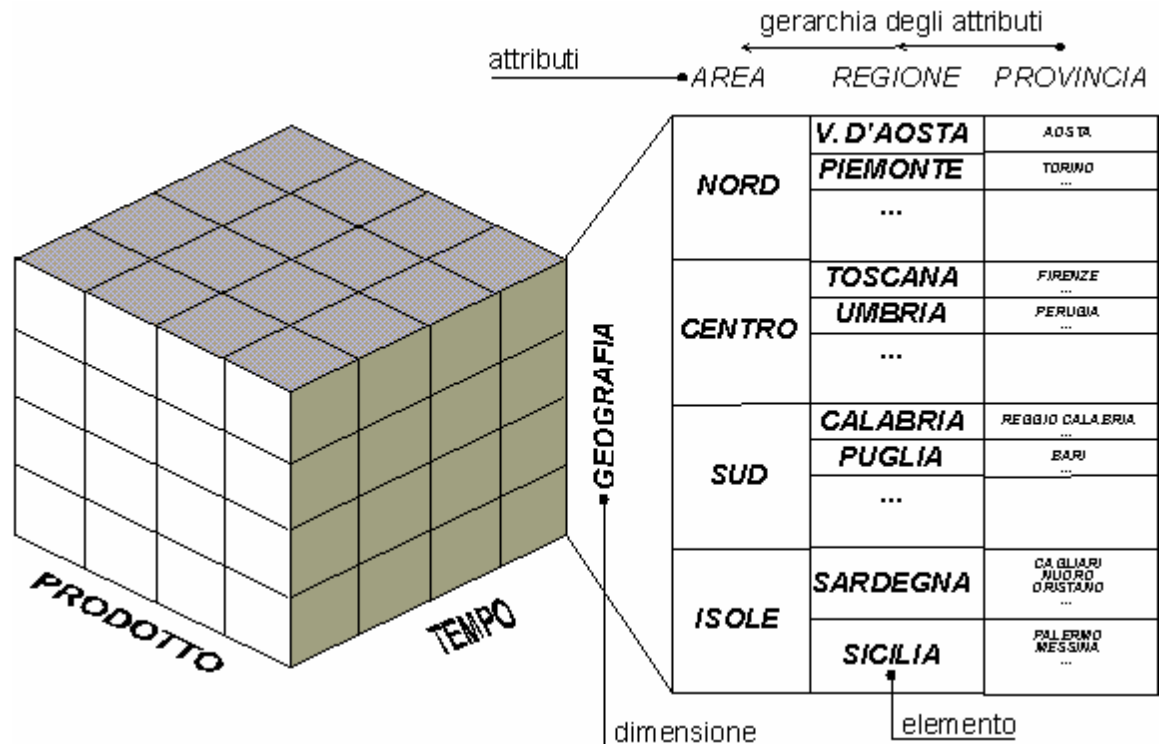 gerarchia degli attributi
attributi
AREA REGIONE PROVINCIA
NORD
V. D'AOSTA
AOSTA
PIEMONTE
TORINO
...
...
CENTRO
TOSCANA
FIRENZE
...
UMBRIA
PERUGIA
...
...
SUD
CALABRIA
REGGIO CALABRIA
...
PUGLIA
BARI
...
...
ISOLE
SARDEGNA
CAGLIARI
NUORO
ORISTANO
...
SICILIA
PALERMO
MESSINA
...
GEOGRAFIA
PRODOTTO
TEMPO
dimensione
elemento